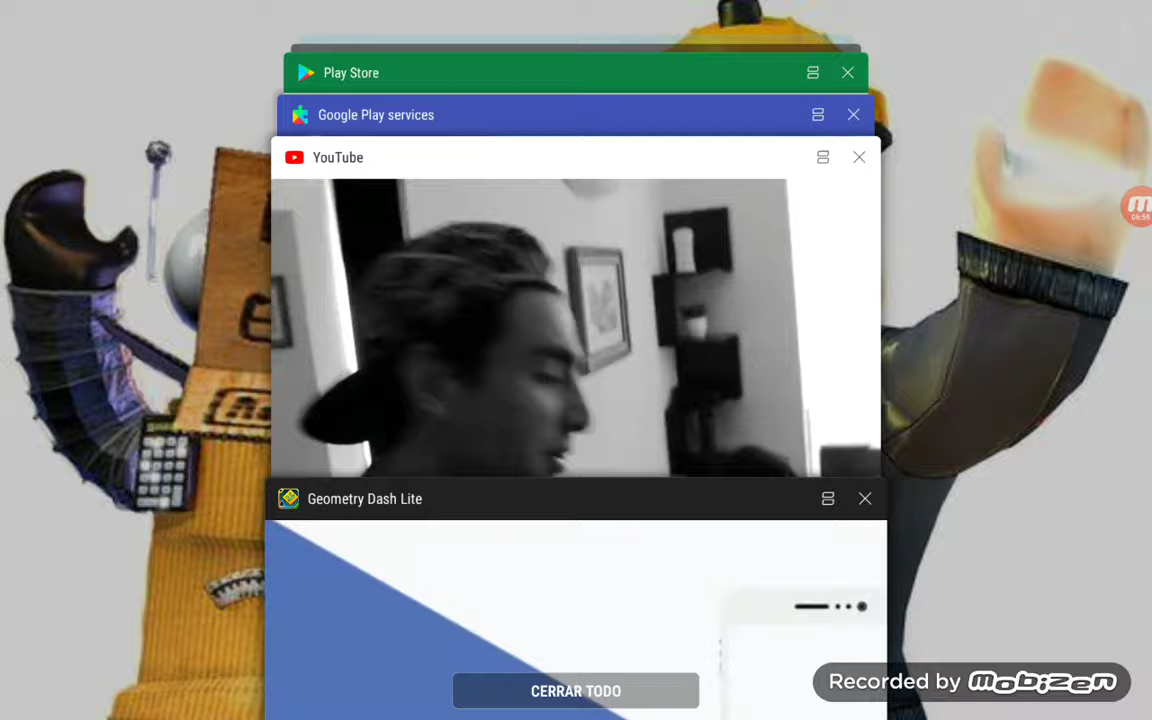 Play Store
Google Play services
YouTube
Geometry Dash Lite
CERRAR TODO
Recorded by mobizen